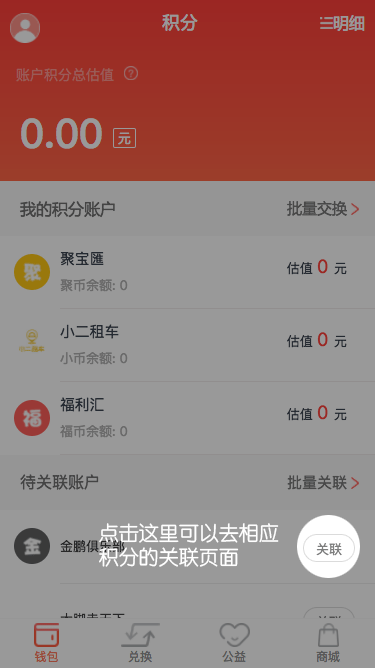 积分
明细
账户积分总估值 ?
0.00 元
我的积分账户
批量交换
聚
聚宝匯
聚币余额: 0
估值 0 元
小二租车
小二租车
小币余额: 0
估值 0 元
福
福利汇
福币余额: 0
估值 0 元
待关联账户
批量关联
金
金鹏俱乐部
点击这里可以去相应
积分的关联页面
关联
钱包
兑换
公益
商城